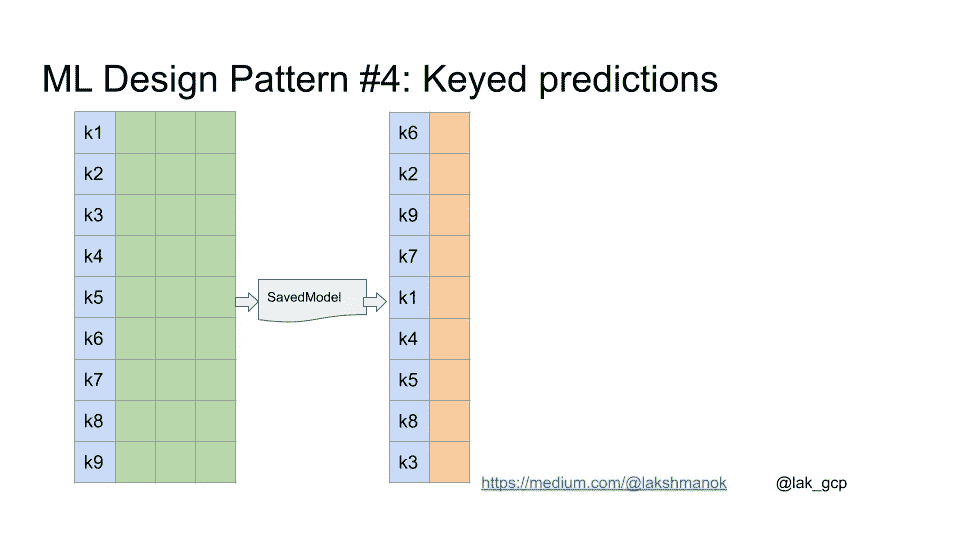 ML Design Pattern #4: Keyed predictions
k1
k2
k3
k4
k5
k6
k7
k8
k9
SavedModel
k6
k2
k9
k7
k1
k4
k5
k8
k3
https://medium.com/@lakshmanok
@lak_gcp